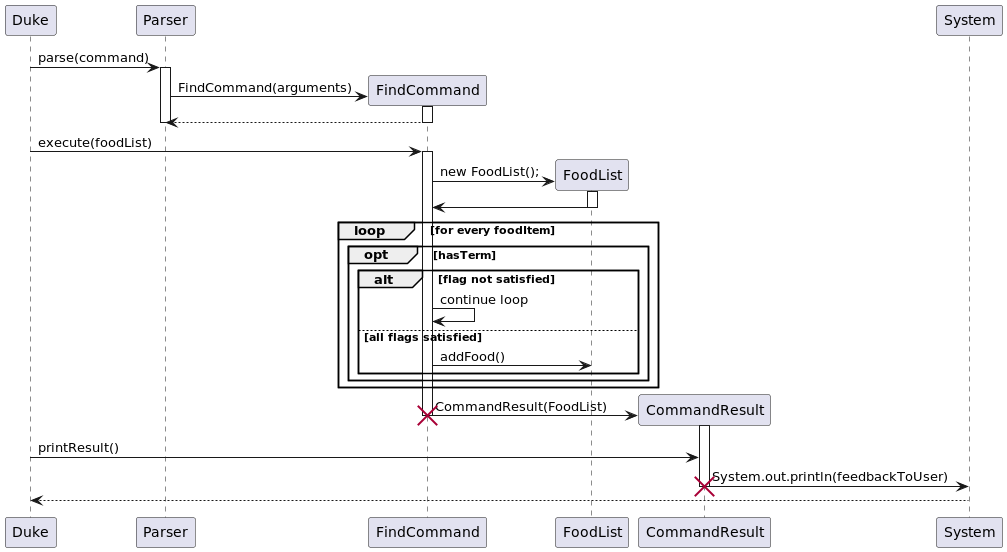 Duke Parser System
parse(command)
FindCommand(arguments) FindCommand
execute(foodList)
new FoodList(); FoodList
loop [for every foodItem]
opt [hasTerm]
alt [flag not satisfied]
continue loop
[all flags satisfied]
addFood()
CommandResult(FoodList) CommandResult
printResult()
System.out.println(feedbackToUser)
Duke Parser FindCommand FoodList CommandResult System